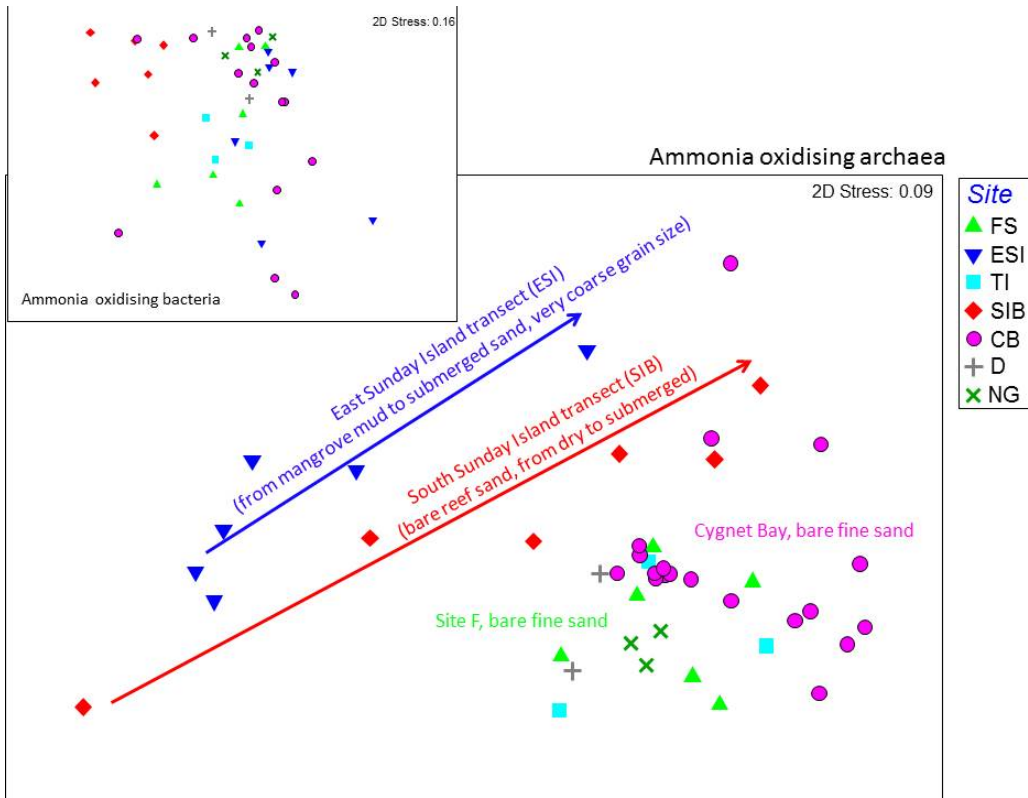 2D Stress: 0.16
Ammonia oxidising bacteria
Ammonia oxidising archaea
2D Stress: 0.09
East Sunday Island transect (ESI)
(from mangrove mud to submerged sand, very coarse grain size)
South Sunday Island transect (SIB)
(bare reef sand, from dry to submerged)
Cygnet Bay, bare fine sand
Site F, bare fine sand
Site
FS
ESI
TI
SIB
CB
D
NG